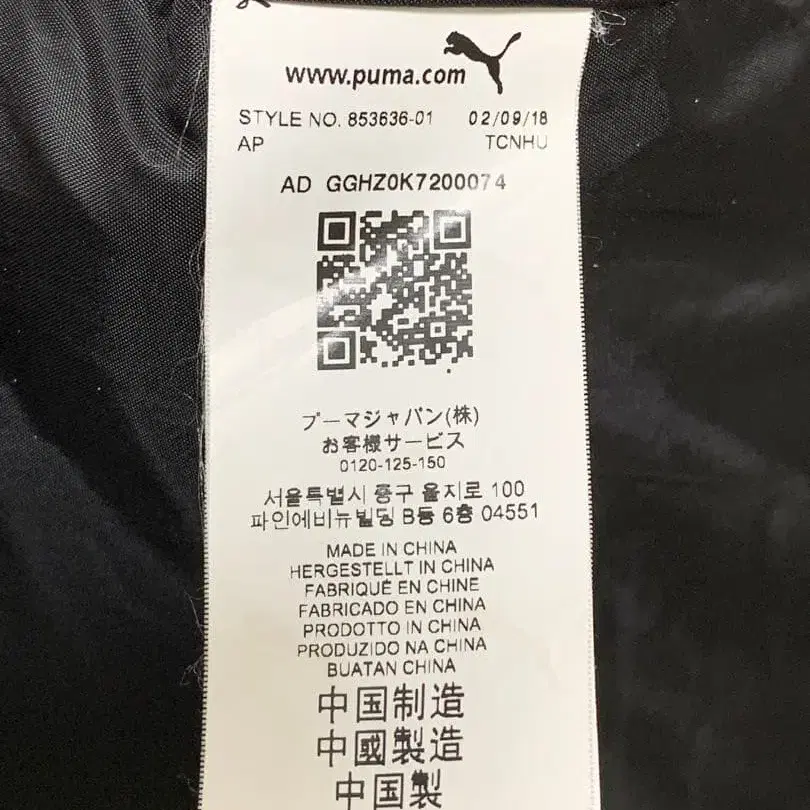 www.puma.com
STYLE NO. 853636-01 02/09/18
AP TCNHU
AD GGHZ0K7200074
プーマジャパン(株)
お客様サービス
0120-125-150
서울특별시 중구 을지로 100
파인에비뉴빌딩 B동 6층 04551
MADE IN CHINA
HERGESTELLT IN CHINA
FABRIQUÉ EN CHINE
FABRICADO EN CHINA
PRODOTTO IN CHINA
PRODUZIDO NA CHINA
BUATAN CHINA
中国制造
中國製造
中国製